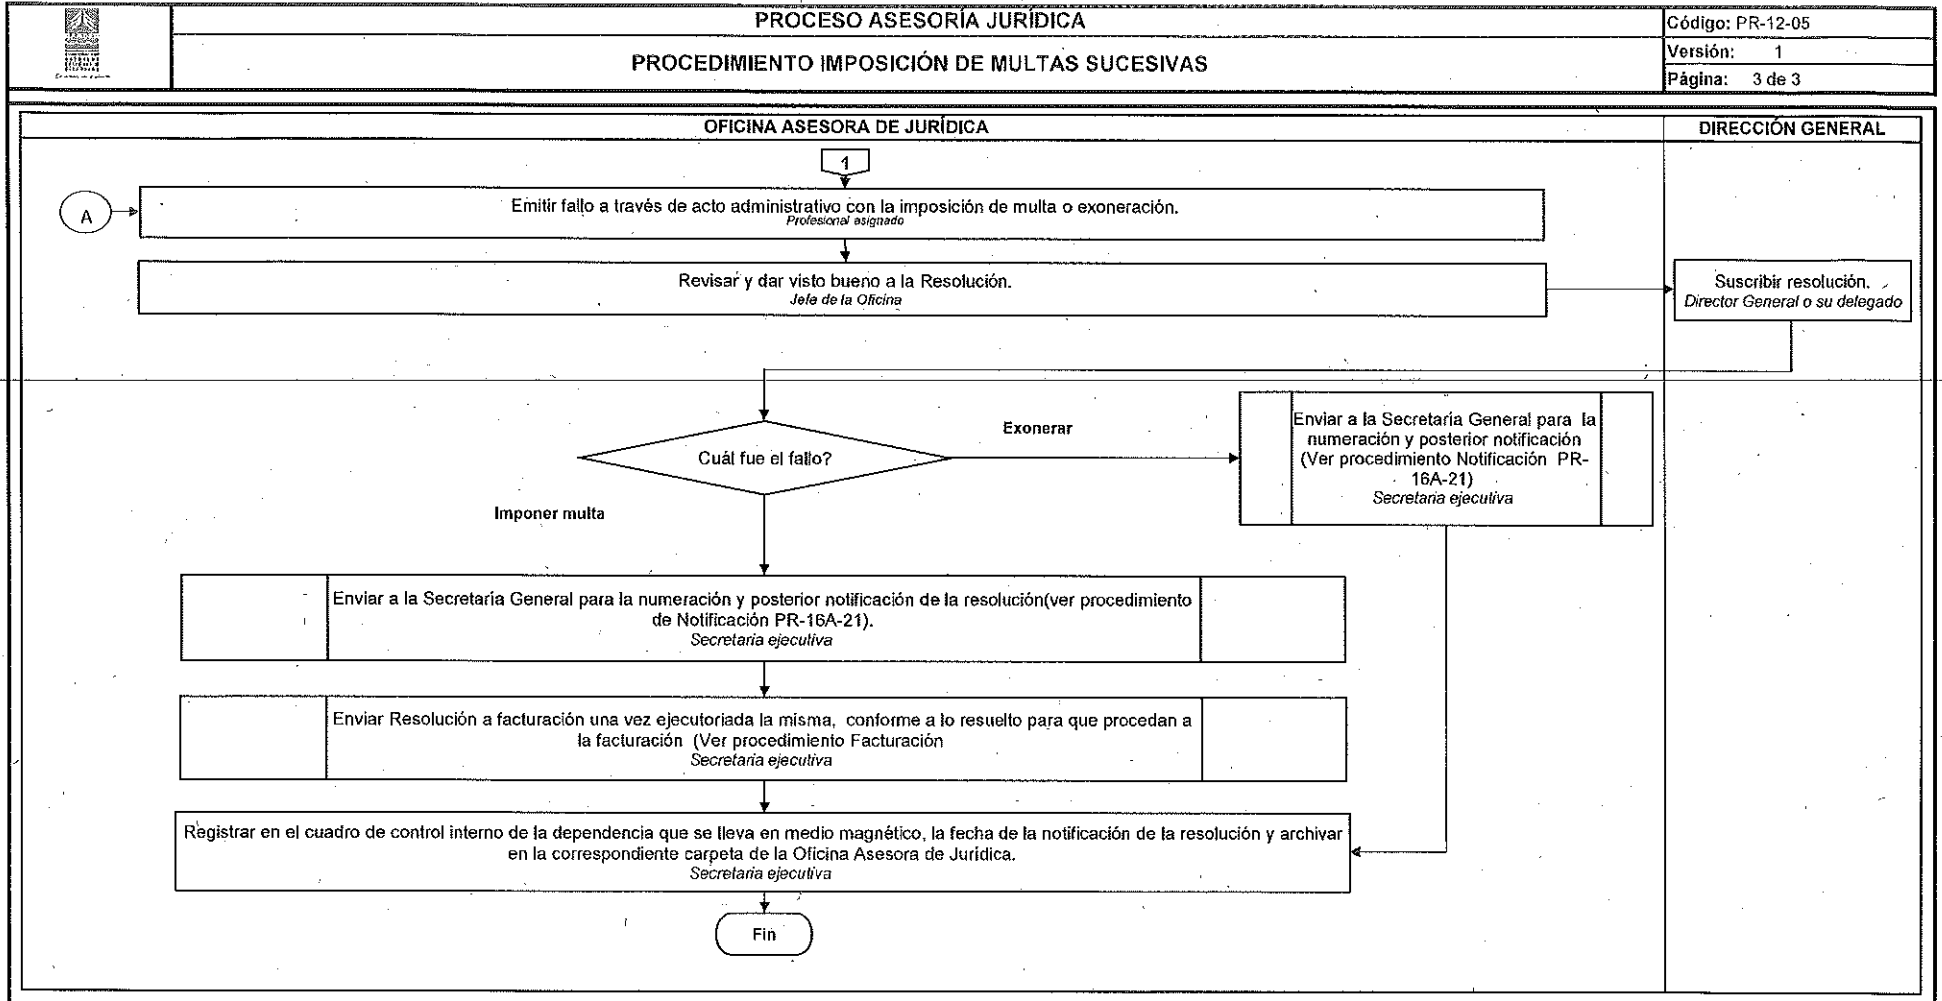 PROCESO ASESORÍA JURÍDICA
PROCEDIMIENTO IMPOSICIÓN DE MULTAS SUCESIVAS
Código: PR-12-05
Versión: 1
Página: 3 de 3
OFICINA ASESORA DE JURÍDICA
DIRECCIÓN GENERAL
1
A
Emitir fallo a través de acto administrativo con la imposición de multa o exoneración.
Profesional asignado
Revisar y dar visto bueno a la Resolución.
Jefe de la Oficina
Suscribir resolución.
Director General o su delegado
Cuál fue el fallo?
Exonerar
Enviar a la Secretaría General para la
numeración y posterior notificación
(Ver procedimiento Notificación PR-
16A-21)
Secretaria ejecutiva
Imponer multa
Enviar a la Secretaría General para la numeración y posterior notificación de la resolución(ver procedimiento
de Notificación PR-16A-21).
Secretaria ejecutiva
Enviar Resolución a facturación una vez ejecutoriada la misma, conforme a lo resuelto para que procedan a
la facturación (Ver procedimiento Facturación
Secretaria ejecutiva
Registrar en el cuadro de control interno de la dependencia que se lleva en medio magnético, la fecha de la notificación de la resolución y archivar
en la correspondiente carpeta de la Oficina Asesora de Jurídica.
Secretaria ejecutiva
Fin